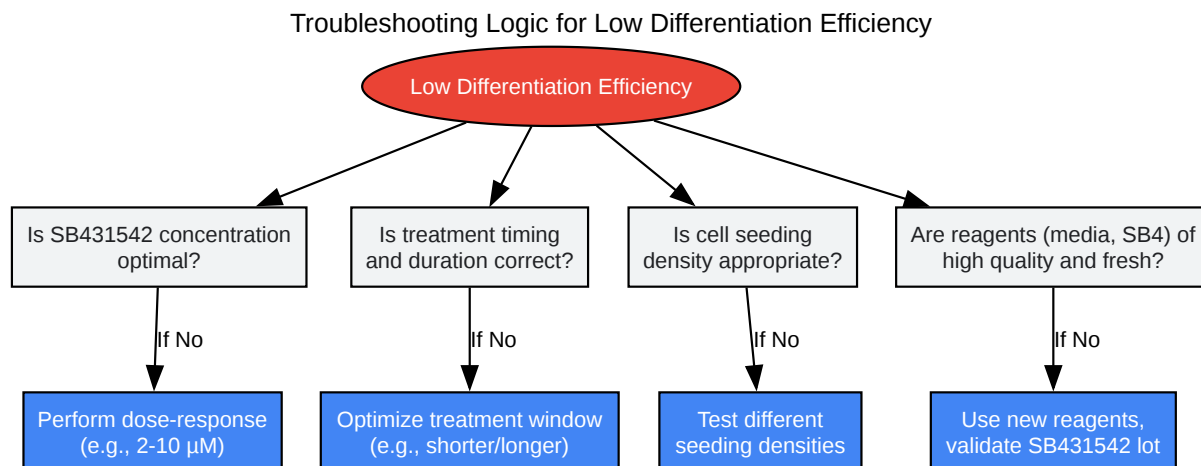 Troubleshooting Logic for Low Differentiation Efficiency
Low Differentiation Efficiency
Is SB431542 concentration
optimal?
Is treatment timing
and duration correct?
Is cell seeding
density appropriate?
Are reagents (media, SB4) of
high quality and fresh?
If No
If No
If No
If No
Perform dose-response
(e.g., 2-10 µM)
Optimize treatment window
(e.g., shorter/longer)
Test different
seeding densities
Use new reagents,
validate SB431542 lot